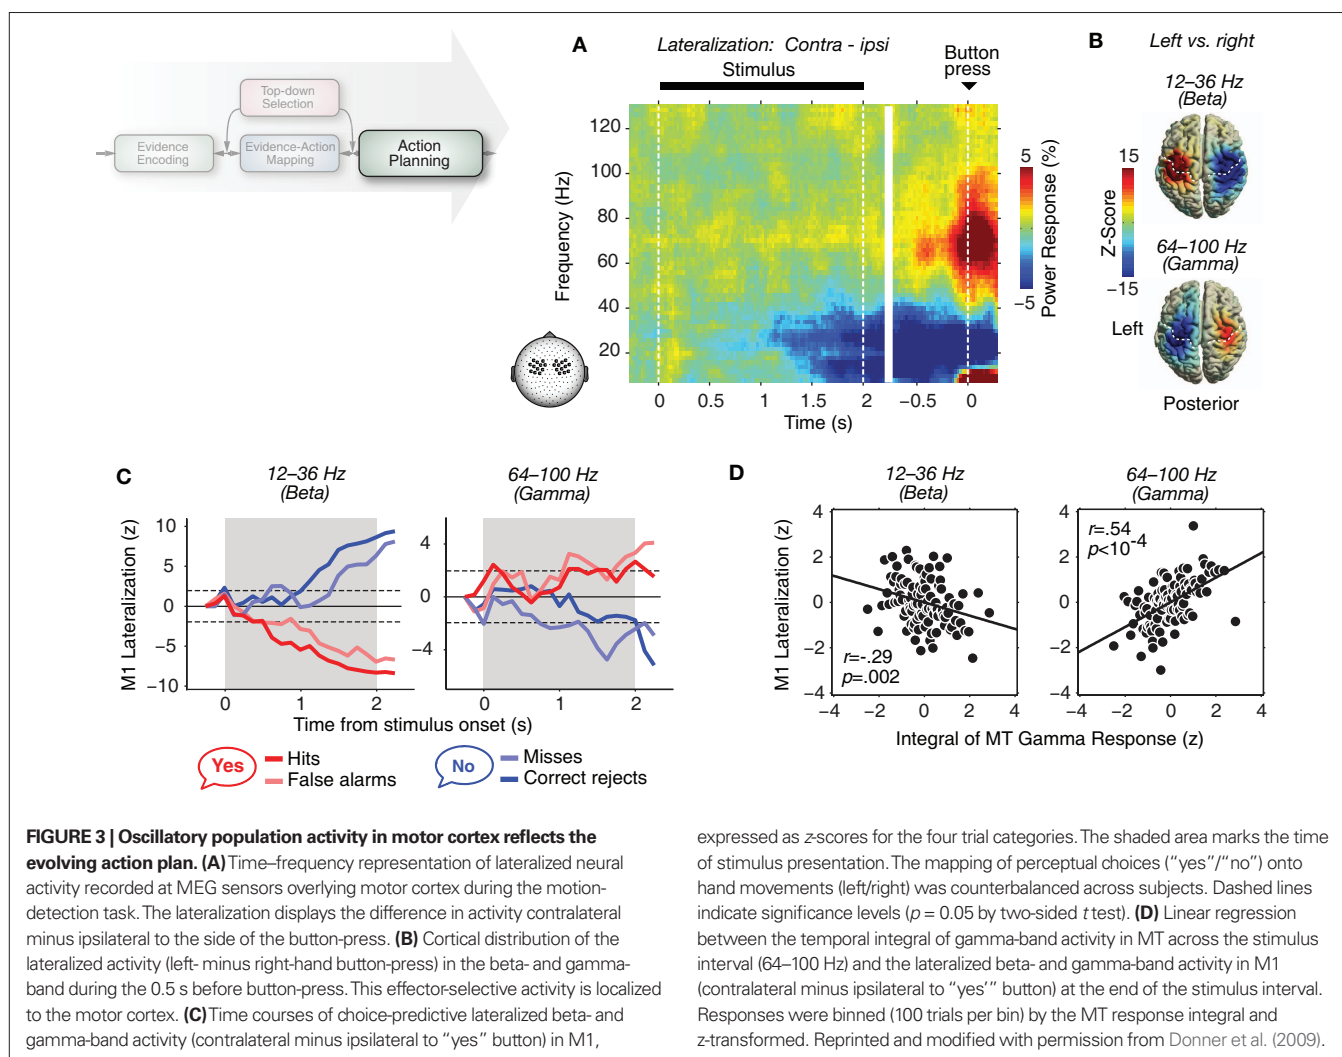 Top-down
Selection
Evidence
Encoding
Evidence-Action
Mapping
Action
Planning
A
Lateralization: Contra - ipsi
Stimulus
Button
press
Frequency (Hz)
120
100
80
60
40
20
0
0.5
1
1.5
2
−0.5
0
Time (s)
5
−5
Power Response (%)
B
Left vs. right
12–36 Hz
(Beta)
15
−15
Z-Score
64–100 Hz
(Gamma)
Left
Posterior
C
12–36 Hz
(Beta)
64–100 Hz
(Gamma)
M1 Lateralization (z)
10
5
0
−5
−10
4
0
−4
0
1
2
0
1
2
Time from stimulus onset (s)
Yes
Hits
False alarms
No
Misses
Correct rejects
D
12–36 Hz
(Beta)
64–100 Hz
(Gamma)
M1 Lateralization (z)
4
2
0
−2
−4
r=-.29
p=.002
−4
−2
0
2
4
4
2
0
−2
−4
r=.54
p<10-4
−4
−2
0
2
4
Integral of MT Gamma Response (z)
FIGURE 3 | Oscillatory population activity in motor cortex reflects the
evolving action plan. (A) Time–frequency representation of lateralized neural
activity recorded at MEG sensors overlying motor cortex during the motion-
detection task. The lateralization displays the difference in activity contralateral
minus ipsilateral to the side of the button-press. (B) Cortical distribution of the
lateralized activity (left- minus right-hand button-press) in the beta- and gamma-
band during the 0.5 s before button-press. This effector-selective activity is localized
to the motor cortex. (C) Time courses of choice-predictive lateralized beta- and
gamma-band activity (contralateral minus ipsilateral to “yes” button) in M1,
expressed as z-scores for the four trial categories. The shaded area marks the time
of stimulus presentation. The mapping of perceptual choices (“yes”/“no”) onto
hand movements (left/right) was counterbalanced across subjects. Dashed lines
indicate significance levels (p = 0.05 by two-sided t test). (D) Linear regression
between the temporal integral of gamma-band activity in MT across the stimulus
interval (64–100 Hz) and the lateralized beta- and gamma-band activity in M1
(contralateral minus ipsilateral to “yes’” button) at the end of the stimulus interval.
Responses were binned (100 trials per bin) by the MT response integral and
z-transformed. Reprinted and modified with permission from Donner et al. (2009).